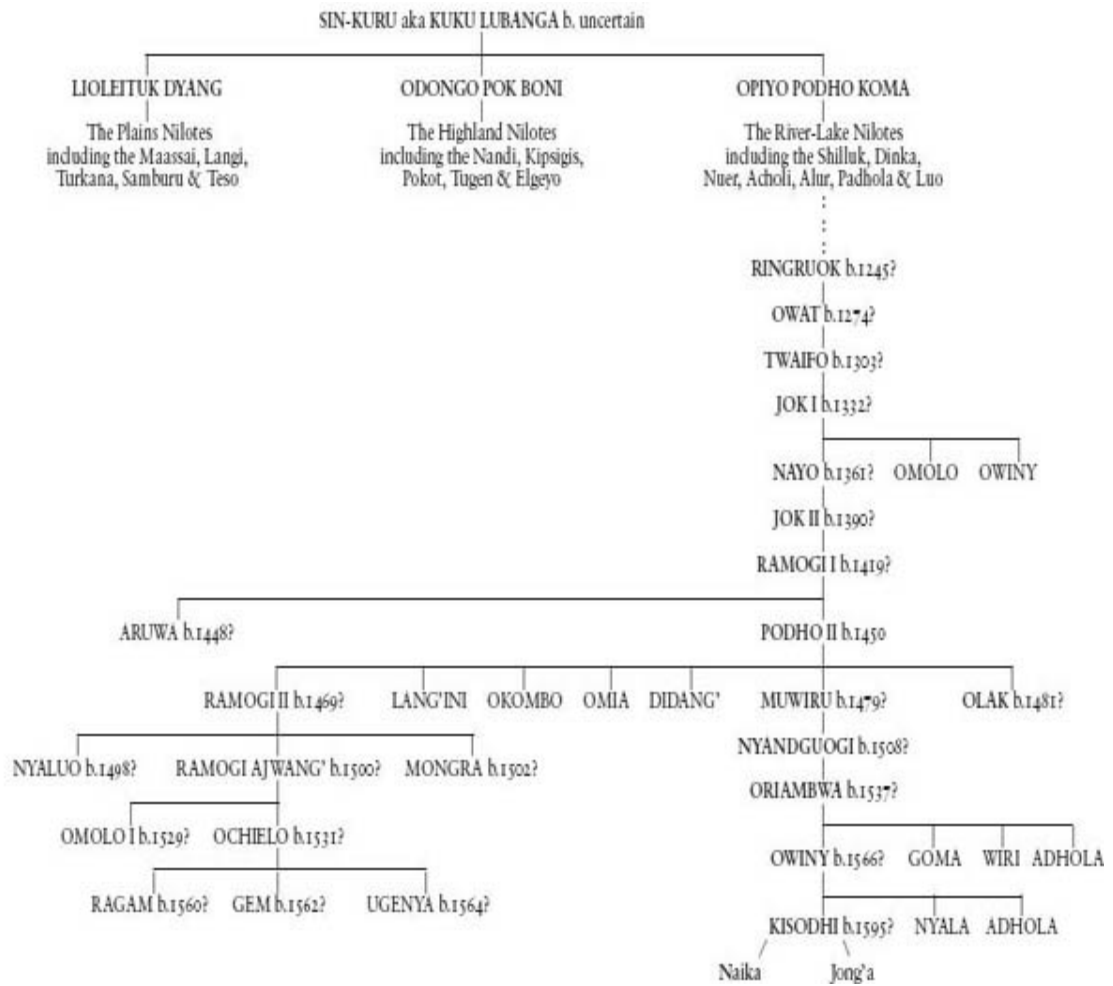 SIN-KURU aka KUKU LUBANGA b. uncertain
LIOLEITUK DYANG
The Plains Nilotes
including the Maassai, Langi,
Turkana, Samburu & Teso
ODONGO POK BONI
The Highland Nilotes
including the Nandi, Kipsigis,
Pokot, Tugen & Elgeyo
OPIYO PODHO KOMA
The River-Lake Nilotes
including the Shilluk, Dinka,
Nuer, Acholi, Alur, Padhola & Luo
RINGRUOK b.1245?
OWAT b.1274?
TWAIFO b.1303?
JOK I b.1332?
NAYO b.1361? OMOLO OWINY
JOK II b.1390?
RAMOGI I b.1419?
ARUWA b.1448? PODHO II b.1450
RAMOGI II b.1469? LANG'INI OKOMBO OMIA DIDANG' MUWIRU b.1479? OLAK b.1481?
NYANDGUOGI b.1508?
NYALUO b.1498? RAMOGI AJWANG' b.1500? MONGRA b.1502?
ORIAMBWA b.1537?
OMOLO I b.1529? OCHIELO b.1531?
OWINY b.1566? GOMA WIRI ADHOLA
RAGAM b.1560? GEM b.1562? UGENYA b.1564?
KISODHI b.1595? NYALA ADHOLA
Naika Jong'a